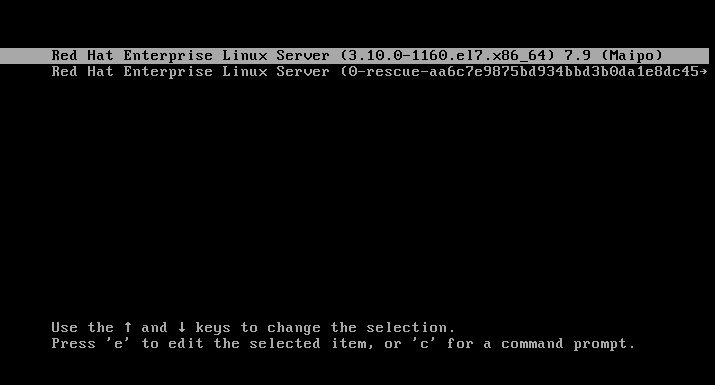 Red Hat Enterprise Linux Server (3.10.0-1160.el7.x86_64) 7.9 (Maipo)
Red Hat Enterprise Linux Server (0-rescue-aa6c7e9875bd934bbd3b0da1e8dc45→
Use the ↑ and ↓ keys to change the selection.
Press 'e' to edit the selected item, or 'c' for a command prompt.